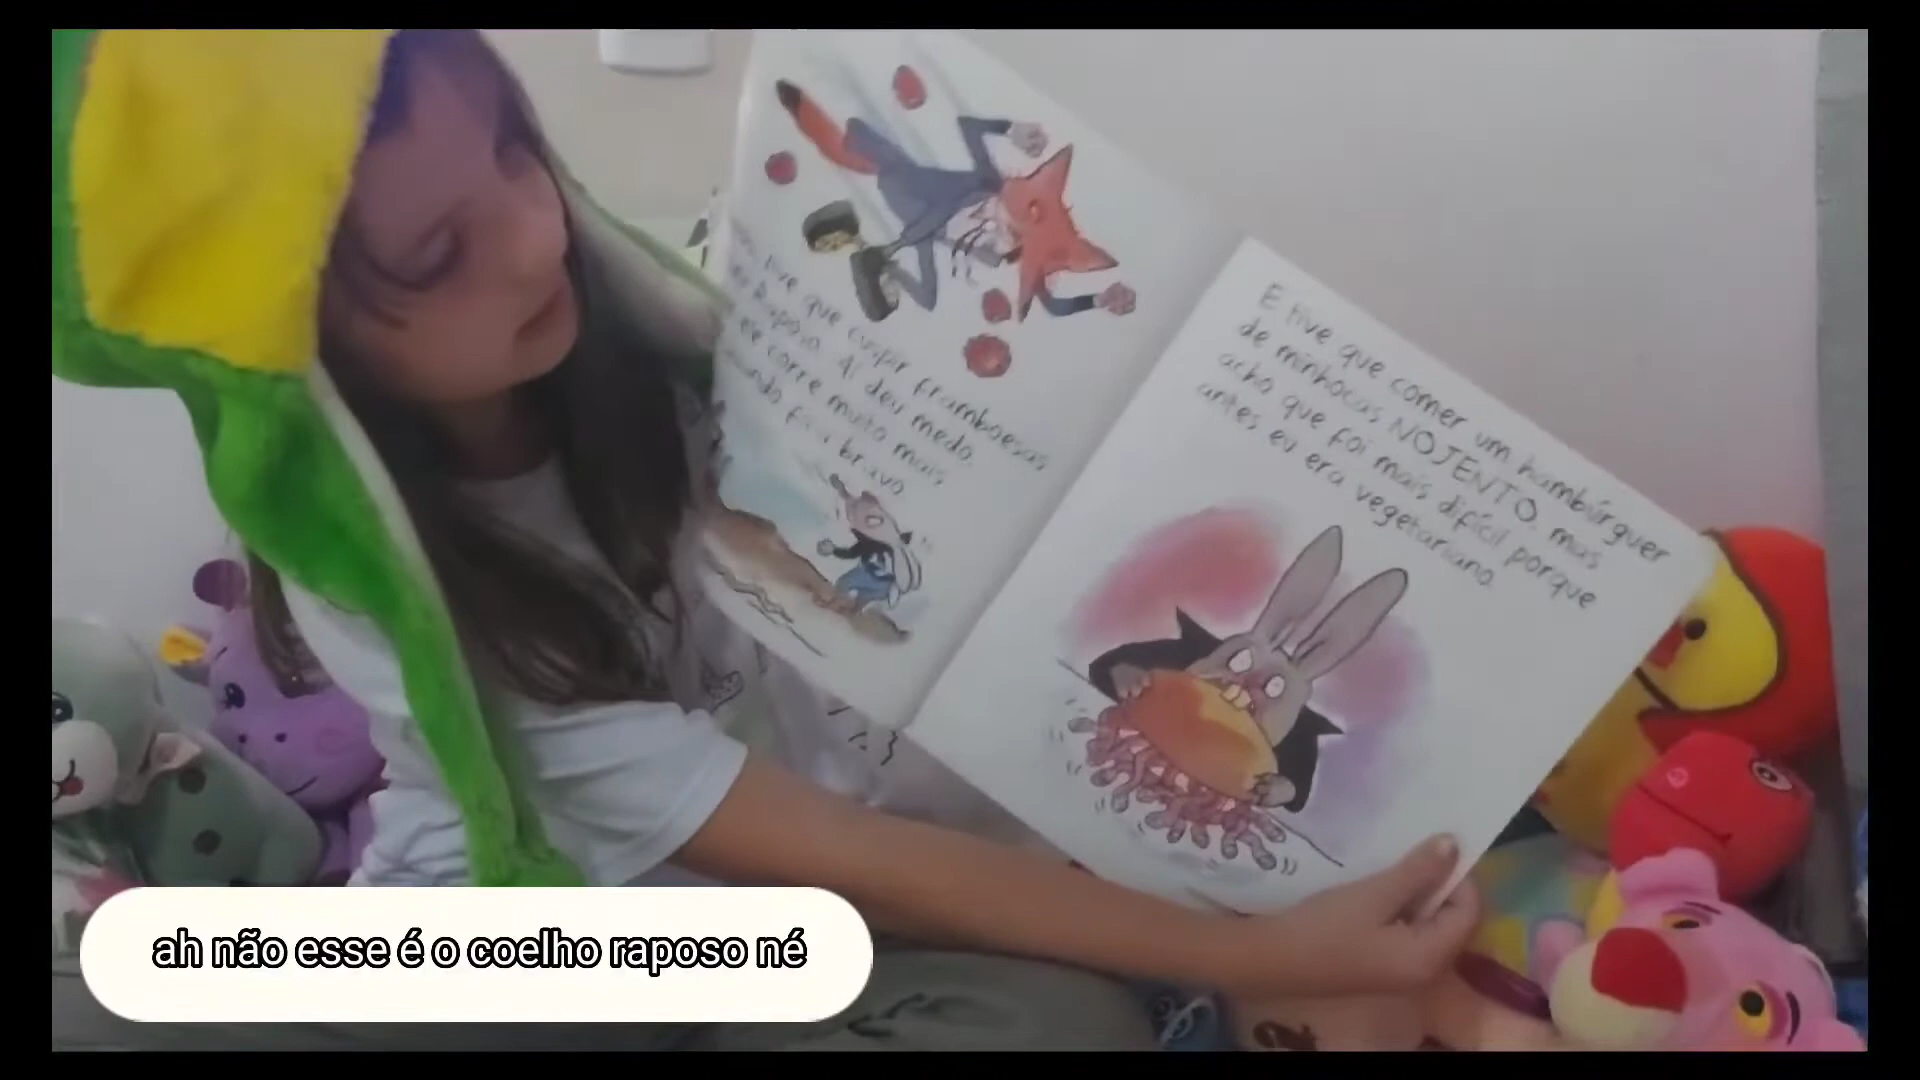 tive que cuspir framboesas
Raposo. Aí deu medo.
ele corre muito mais
bravo
E tive que comer um hambúrguer
de minhocas NOJENTO, mas
acho que foi mais difícil porque
antes eu era vegetariano.
ah não esse é o coelho raposo né